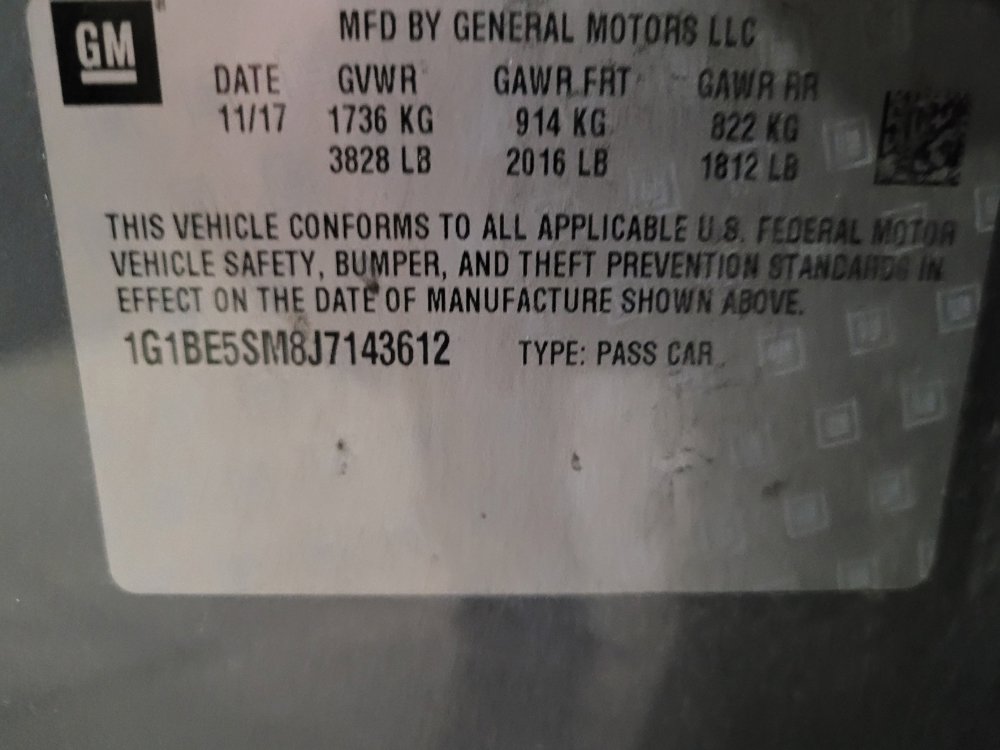 GM
MFD BY GENERAL MOTORS LLC
DATE GVWR GAWR FRT GAWR RR
11/17 1736 KG 914 KG 822 KG
3828 LB 2016 LB 1812 LB
THIS VEHICLE CONFORMS TO ALL APPLICABLE U.S. FEDERAL MOTOR
VEHICLE SAFETY, BUMPER, AND THEFT PREVENTION STANDARDS IN
EFFECT ON THE DATE OF MANUFACTURE SHOWN ABOVE.
1G1BE5SM8J7143612 TYPE: PASS CAR